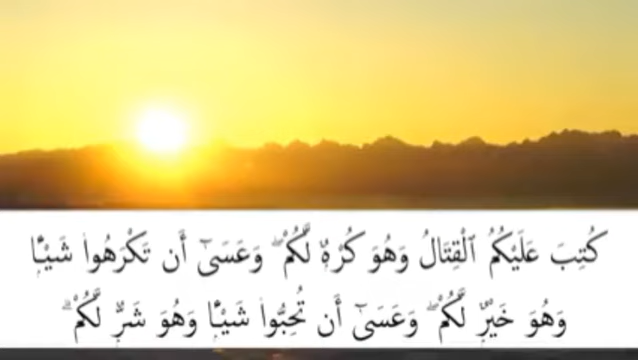 كُتِبَ عَلَيْكُمُ ٱلْقِتَالُ وَهُوَ كُرْهٌ لَّكُمْ ۖ وَعَسَىٰٓ أَن تَكْرَهُوا۟ شَيْـًٔا
وَهُوَ خَيْرٌ لَّكُمْ ۖ وَعَسَىٰٓ أَن تُحِبُّوا۟ شَيْـًٔا وَهُوَ شَرٌّ لَّكُمْ ۗ